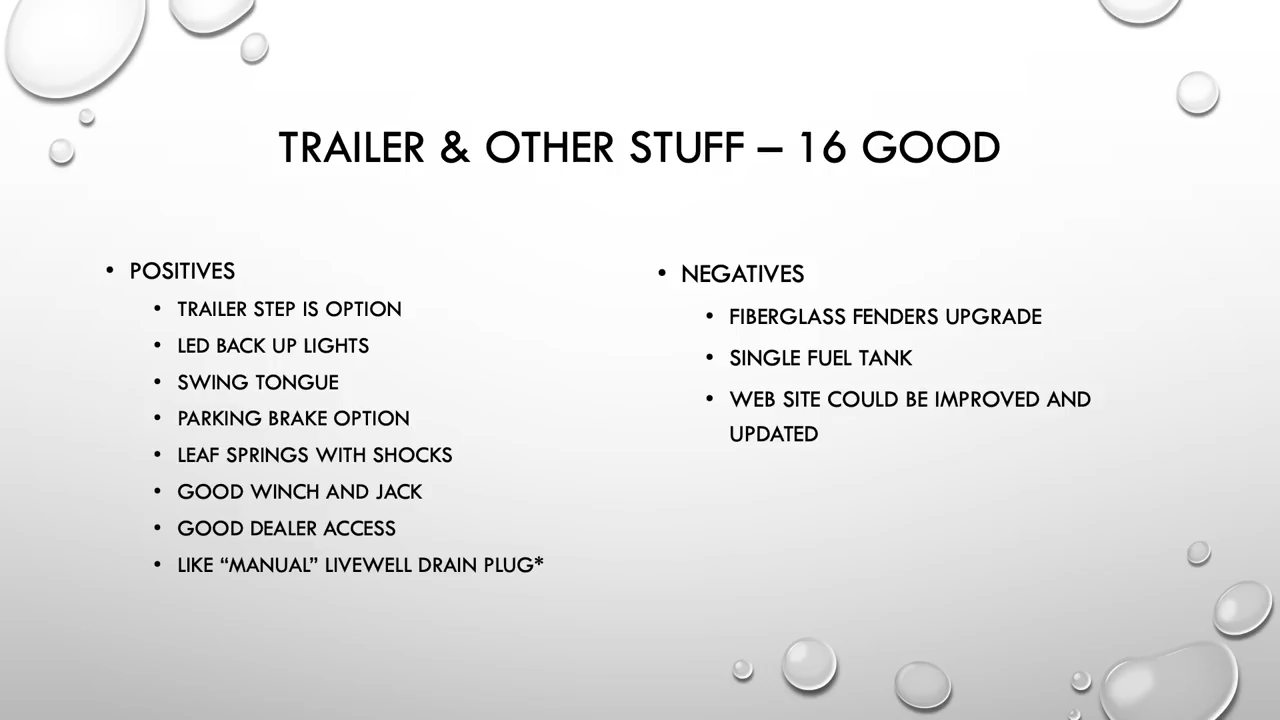 TRAILER & OTHER STUFF – 16 GOOD
• POSITIVES
• TRAILER STEP IS OPTION
• LED BACK UP LIGHTS
• SWING TONGUE
• PARKING BRAKE OPTION
• LEAF SPRINGS WITH SHOCKS
• GOOD WINCH AND JACK
• GOOD DEALER ACCESS
• LIKE “MANUAL” LIVEWELL DRAIN PLUG*
• NEGATIVES
• FIBERGLASS FENDERS UPGRADE
• SINGLE FUEL TANK
• WEB SITE COULD BE IMPROVED AND
UPDATED